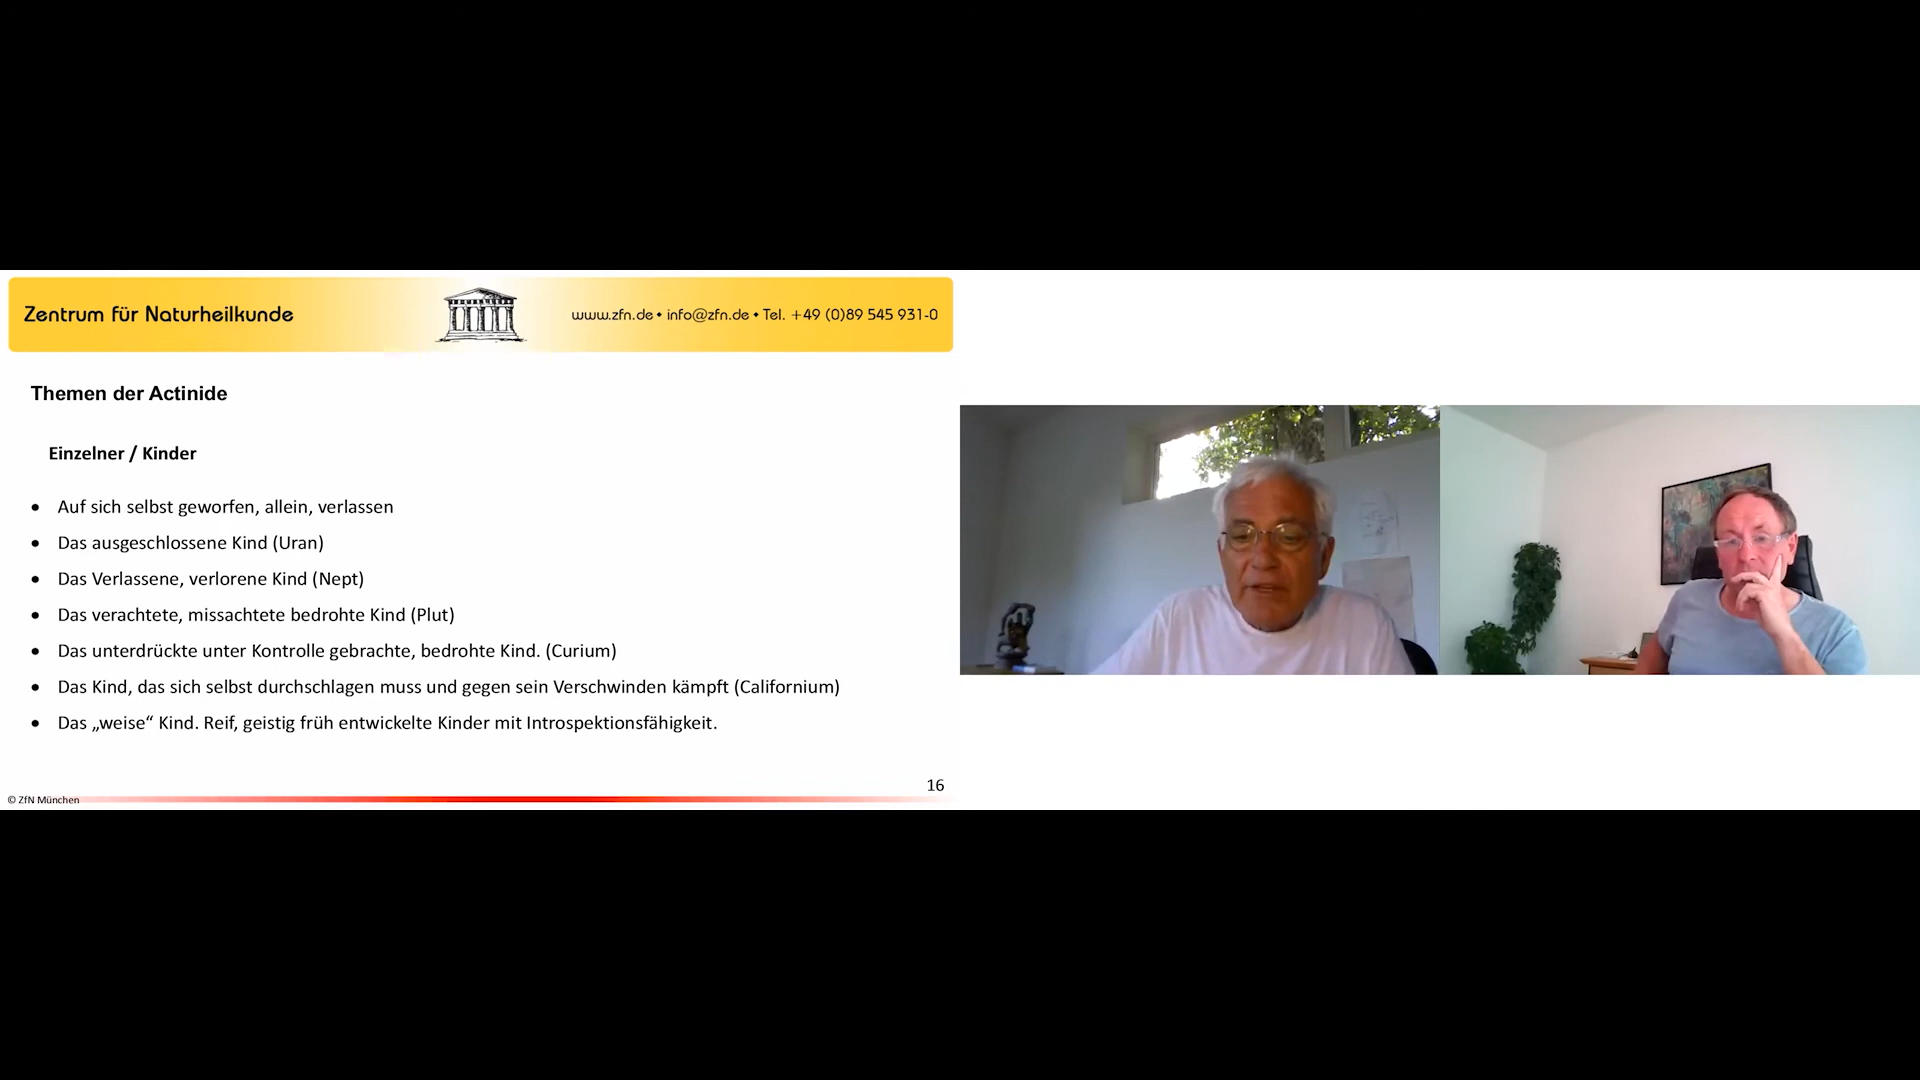 Zentrum für Naturheilkunde
www.zfn.de • info@zfn.de • Tel. +49 (0)89 545 931-0
Themen der Actinide
Einzelner / Kinder
• Auf sich selbst geworfen, allein, verlassen
• Das ausgeschlossene Kind (Uran)
• Das Verlassene, verlorene Kind (Nept)
• Das verachtete, missachtete bedrohte Kind (Plut)
• Das unterdrückte unter Kontrolle gebrachte, bedrohte Kind. (Curium)
• Das Kind, das sich selbst durchschlagen muss und gegen sein Verschwinden kämpft (Californium)
• Das „weise“ Kind. Reif, geistig früh entwickelte Kinder mit Introspektionsfähigkeit.
16
© ZfN München